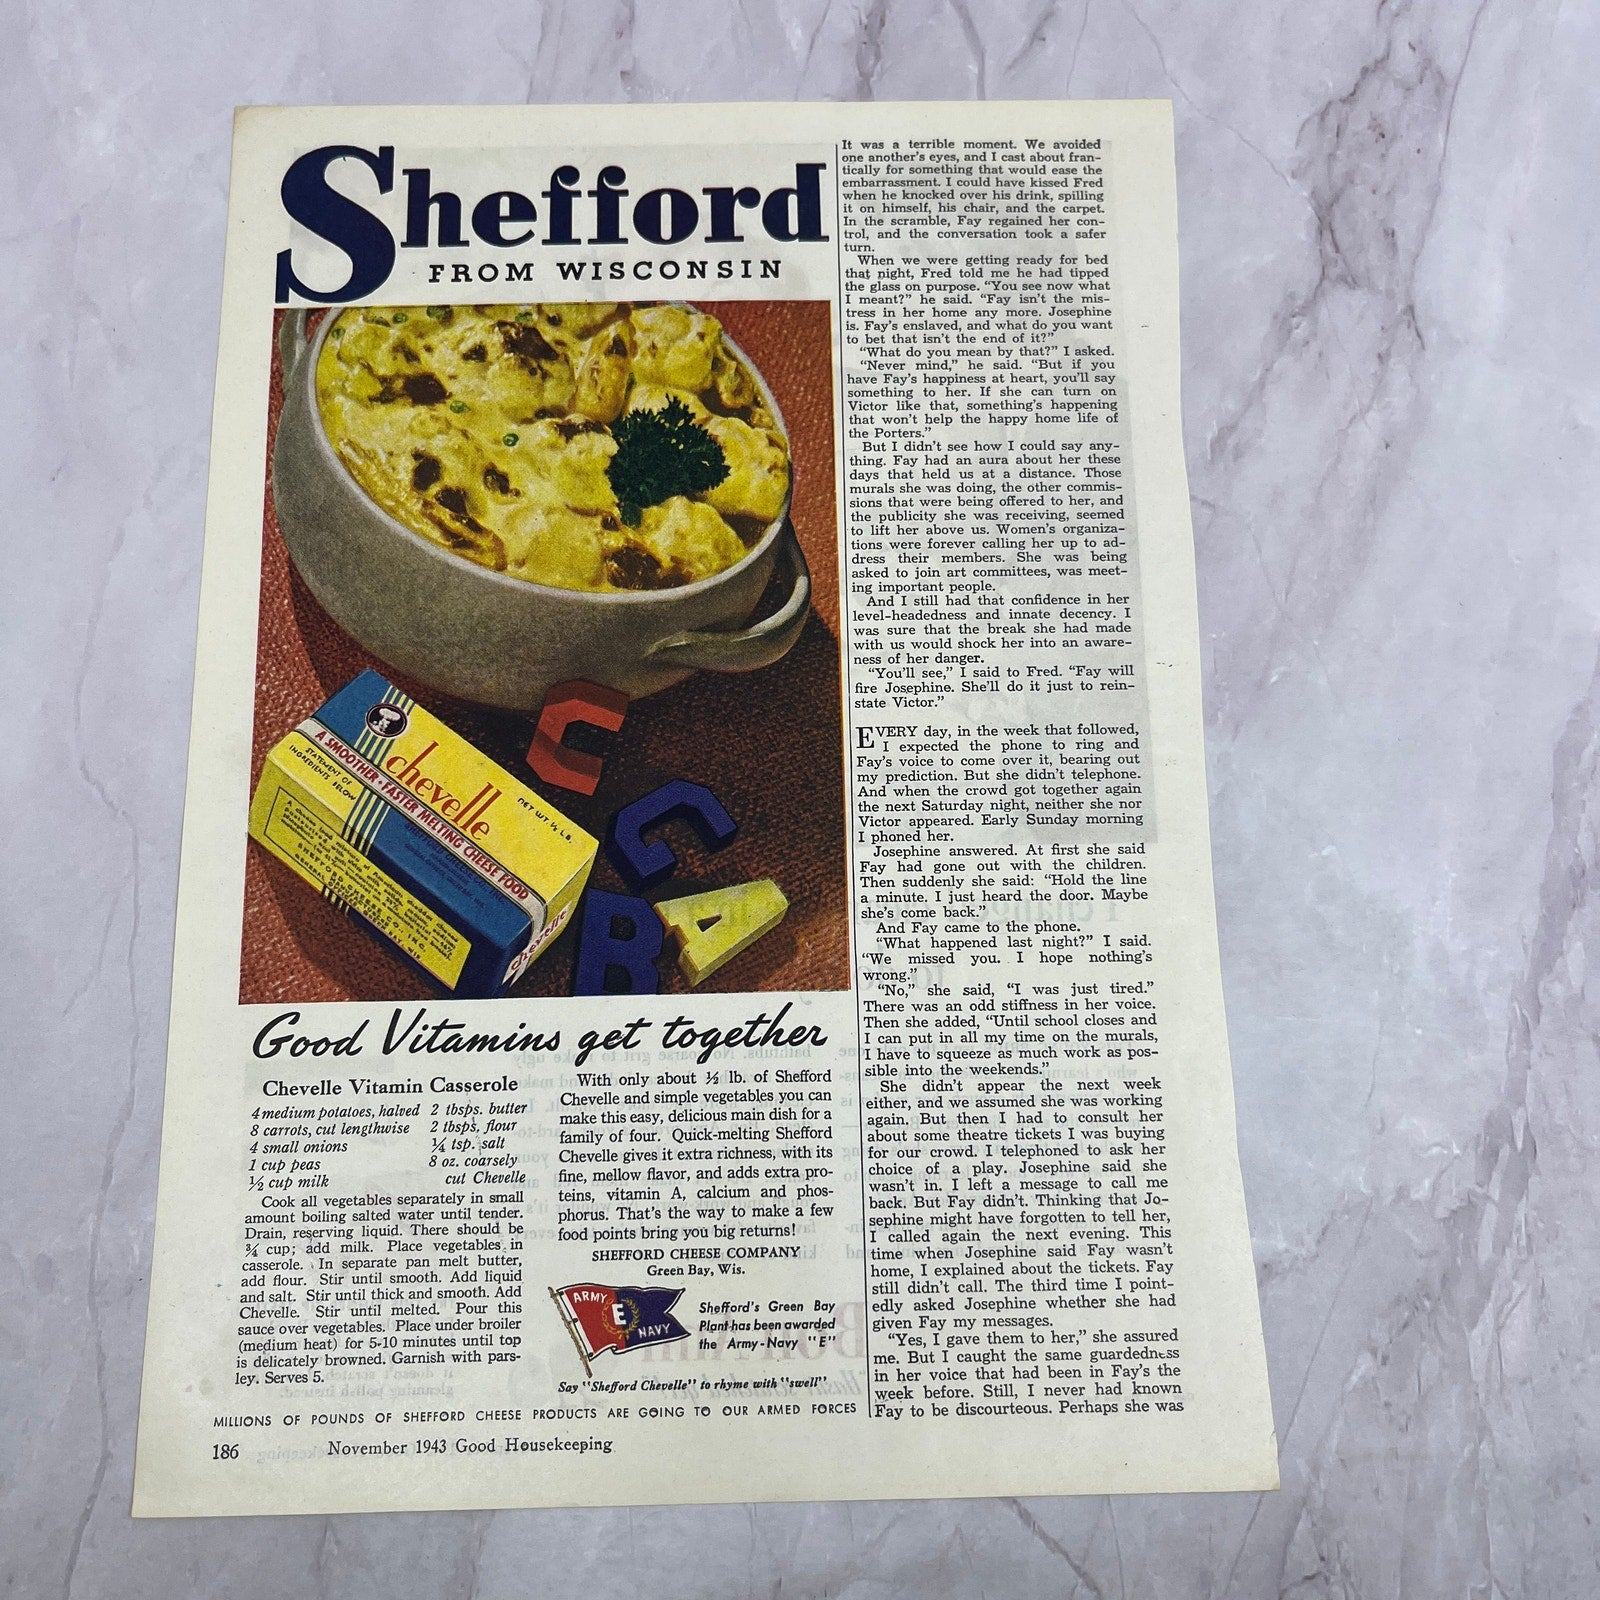 Shefford
FROM WISCONSIN
chevelle
A SMOOTHER • FASTER MELTING CHEESE FOOD
NET WT. ½ LB.
STATEMENT OF
INGREDIENTS BELOW
chevelle
C
C
B
A
Good Vitamins get together
Chevelle Vitamin Casserole
4 medium potatoes, halved
8 carrots, cut lengthwise
4 small onions
1 cup peas
½ cup milk
2 tbsps. butter
2 tbsps. flour
¼ tsp. salt
8 oz. coarsely
cut Chevelle
Cook all vegetables separately in small
amount boiling salted water until tender.
Drain, reserving liquid. There should be
¾ cup; add milk. Place vegetables in
casserole. In separate pan melt butter,
add flour. Stir until smooth. Add liquid
and salt. Stir until thick and smooth. Add
Chevelle. Stir until melted. Pour this
sauce over vegetables. Place under broiler
(medium heat) for 5-10 minutes until top
is delicately browned. Garnish with pars-
ley. Serves 5.
With only about ½ lb. of Shefford
Chevelle and simple vegetables you can
make this easy, delicious main dish for a
family of four. Quick-melting Shefford
Chevelle gives it extra richness, with its
fine, mellow flavor, and adds extra pro-
teins, vitamin A, calcium and phos-
phorus. That's the way to make a few
food points bring you big returns!
SHEFFORD CHEESE COMPANY
Green Bay, Wis.
ARMY
E
NAVY
Shefford's Green Bay
Plant has been awarded
the Army-Navy "E"
Say "Shefford Chevelle" to rhyme with "swell"
MILLIONS OF POUNDS OF SHEFFORD CHEESE PRODUCTS ARE GOING TO OUR ARMED FORCES
186
November 1943 Good Housekeeping
It was a terrible moment. We avoided
one another's eyes, and I cast about fran-
tically for something that would ease the
embarrassment. I could have kissed Fred
when he knocked over his drink, spilling
it on himself, his chair, and the carpet.
In the scramble, Fay regained her con-
trol, and the conversation took a safer
turn.
When we were getting ready for bed
that night, Fred told me he had tipped
the glass on purpose. "You see now what
I meant?" he said. "Fay isn't the mis-
tress in her home any more. Josephine
is. Fay's enslaved, and what do you want
to bet that isn't the end of it?"
"What do you mean by that?" I asked.
"Never mind," he said. "But if you
have Fay's happiness at heart, you'll say
something to her. If she can turn on
Victor like that, something's happening
that won't help the happy home life of
the Porters."
But I didn't see how I could say any-
thing. Fay had an aura about her these
days that held us at a distance. Those
murals she was doing, the other commis-
sions that were being offered to her, and
the publicity she was receiving, seemed
to lift her above us. Women's organiza-
tions were forever calling her up to ad-
dress their members. She was being
asked to join art committees, was meet-
ing important people.
And I still had that confidence in her
level-headedness and innate decency. I
was sure that the break she had made
with us would shock her into an aware-
ness of her danger.
"You'll see," I said to Fred. "Fay will
fire Josephine. She'll do it just to rein-
state Victor."
EVERY day, in the week that followed,
I expected the phone to ring and
Fay's voice to come over it, bearing out
my prediction. But she didn't telephone.
And when the crowd got together again
the next Saturday night, neither she nor
Victor appeared. Early Sunday morning
I phoned her.
Josephine answered. At first she said
Fay had gone out with the children.
Then suddenly she said: "Hold the line
a minute. I just heard the door. Maybe
she's come back."
And Fay came to the phone.
"What happened last night?" I said.
"We missed you. I hope nothing's
wrong."
"No," she said, "I was just tired."
There was an odd stiffness in her voice.
Then she added, "Until school closes and
I can put in all my time on the murals,
I have to squeeze as much work as pos-
sible into the weekends."
She didn't appear the next week
either, and we assumed she was working
again. But then I had to consult her
about some theatre tickets I was buying
for our crowd. I telephoned to ask her
choice of a play. Josephine said she
wasn't in. I left a message to call me
back. But Fay didn't. Thinking that Jo-
sephine might have forgotten to tell her,
I called again the next evening. This
time when Josephine said Fay wasn't
home, I explained about the tickets. Fay
still didn't call. The third time I point-
edly asked Josephine whether she had
given Fay my messages.
"Yes, I gave them to her," she assured
me. But I caught the same guardedness
in her voice that had been in Fay's the
week before. Still, I never had known
Fay to be discourteous. Perhaps she was